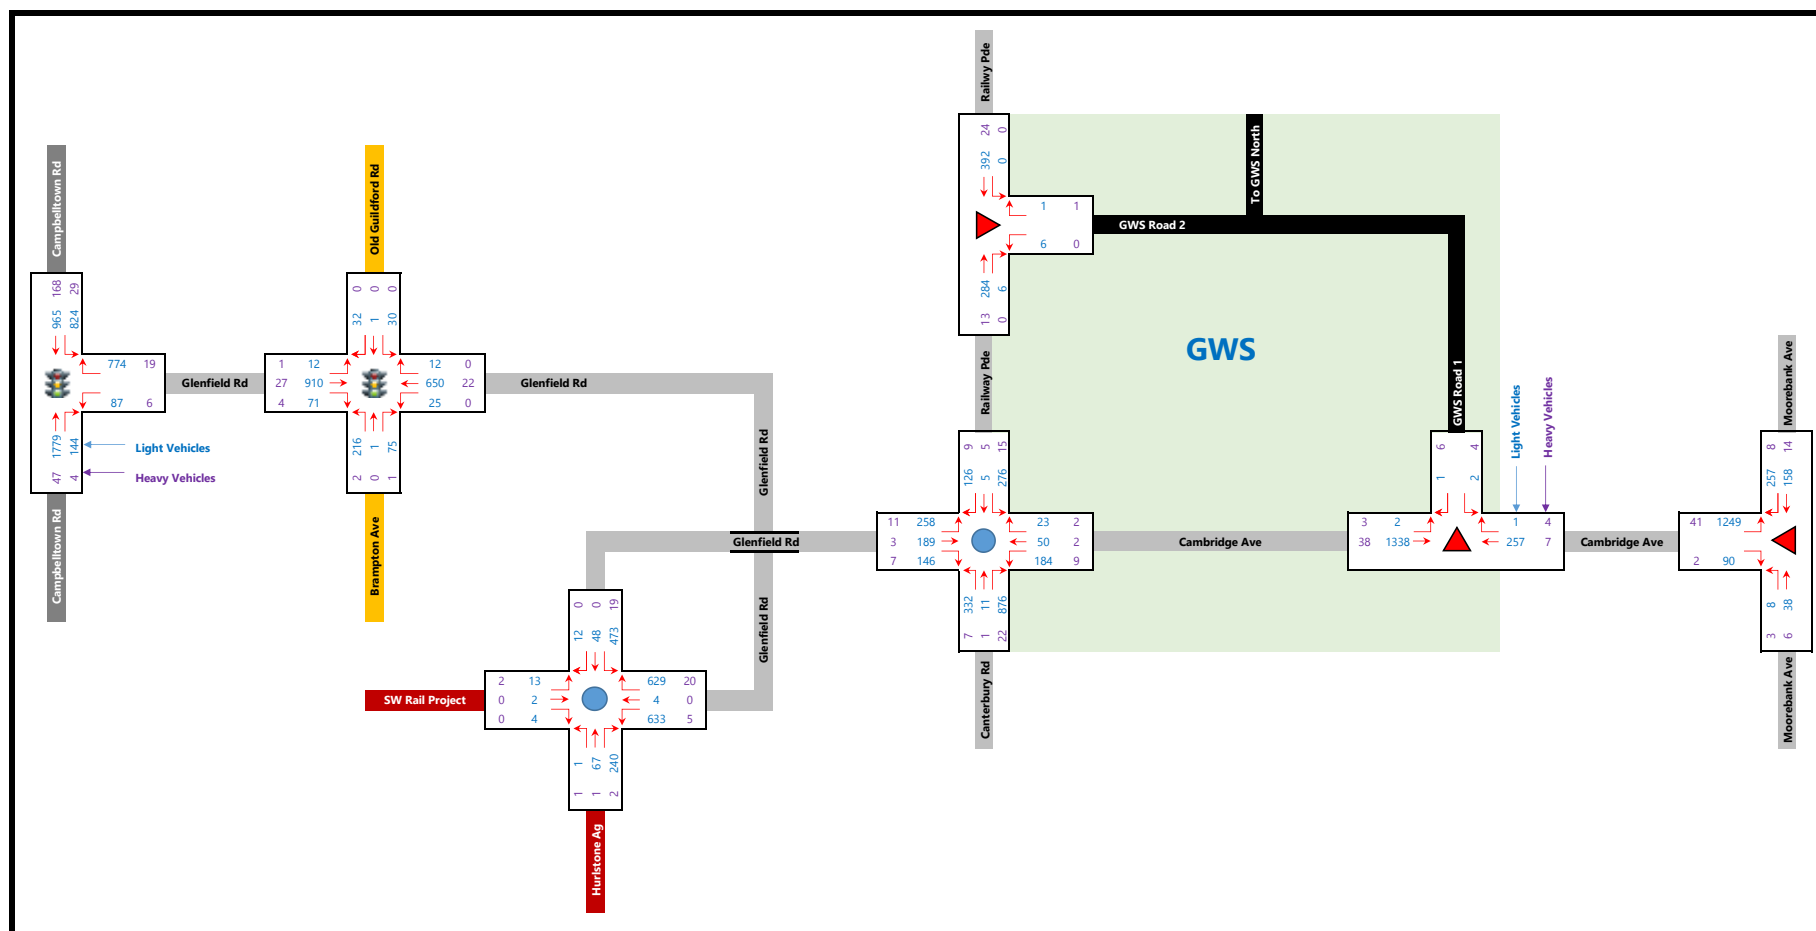 Railwy Pde
24 0
392 0
1 1
6 0
284 6
13 0
To GWS North
GWS Road 2
GWS
GWS Road 1
Railway Pde
Campbelltown Rd
168 29
965 824
774 19
87 6
1779 144
47 4
Light Vehicles
Heavy Vehicles
Campbelltown Rd
Glenfield Rd
Old Guildford Rd
0 0 0
32 1 30
1 12
27 910
4 71
12 0
650 22
25 0
216 1 75
2 0 1
Brampton Ave
Glenfield Rd
Glenfield Rd
Glenfield Rd
Glenfield Rd
0 0 19
12 48 473
2 13
0 2
0 4
629 20
4 0
633 5
1 67 240
1 1 2
SW Rail Project
Hurlstone Ag
9 5 15
126 5 276
11 258
3 189
7 146
23 2
50 2
184 9
332 11 876
7 1 22
Canterbury Rd
Cambridge Ave
6 4
1 2
3 2
38 1338
1 4
257 7
Light Vehicles
Heavy Vehicles
Cambridge Ave
Moorebank Ave
8 14
257 158
41 1249
2 90
8 38
3 6
Moorebank Ave